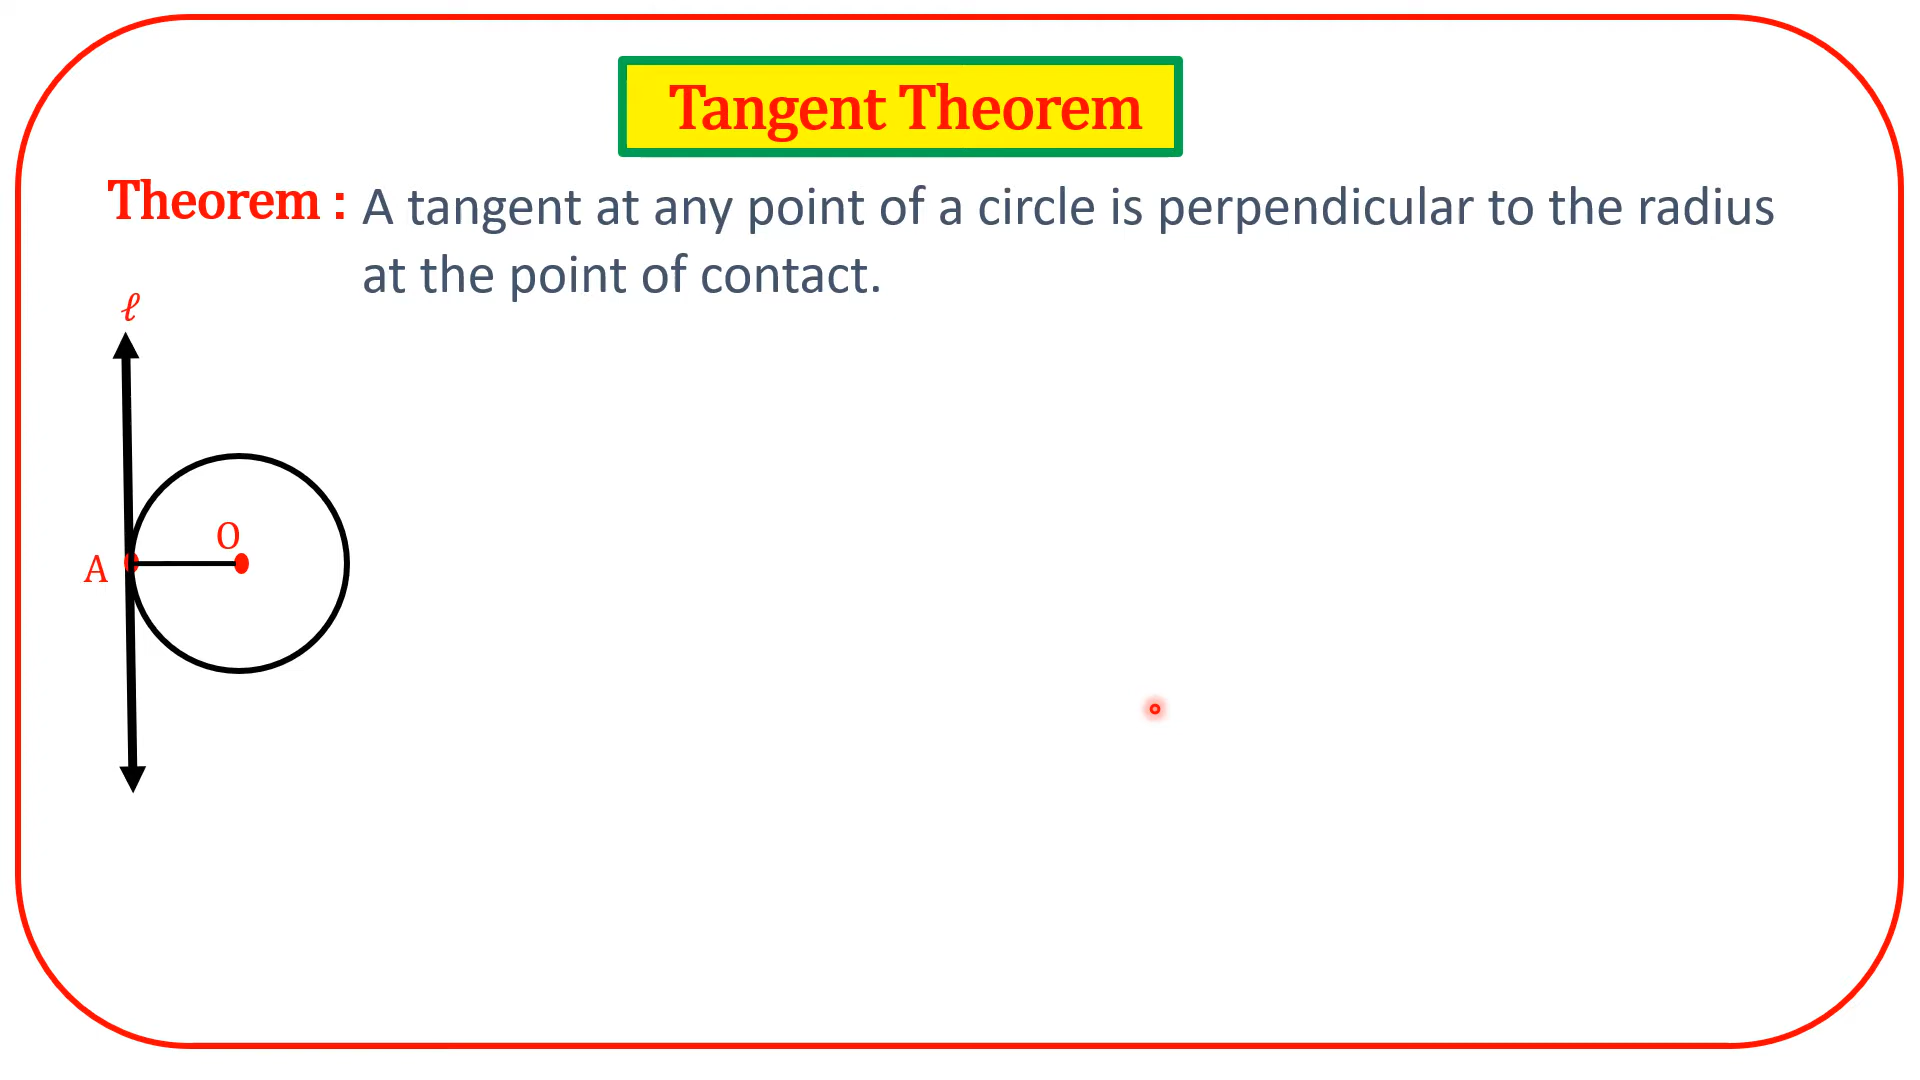 Tangent Theorem
Theorem : A tangent at any point of a circle is perpendicular to the radius
at the point of contact.
ℓ
O
A